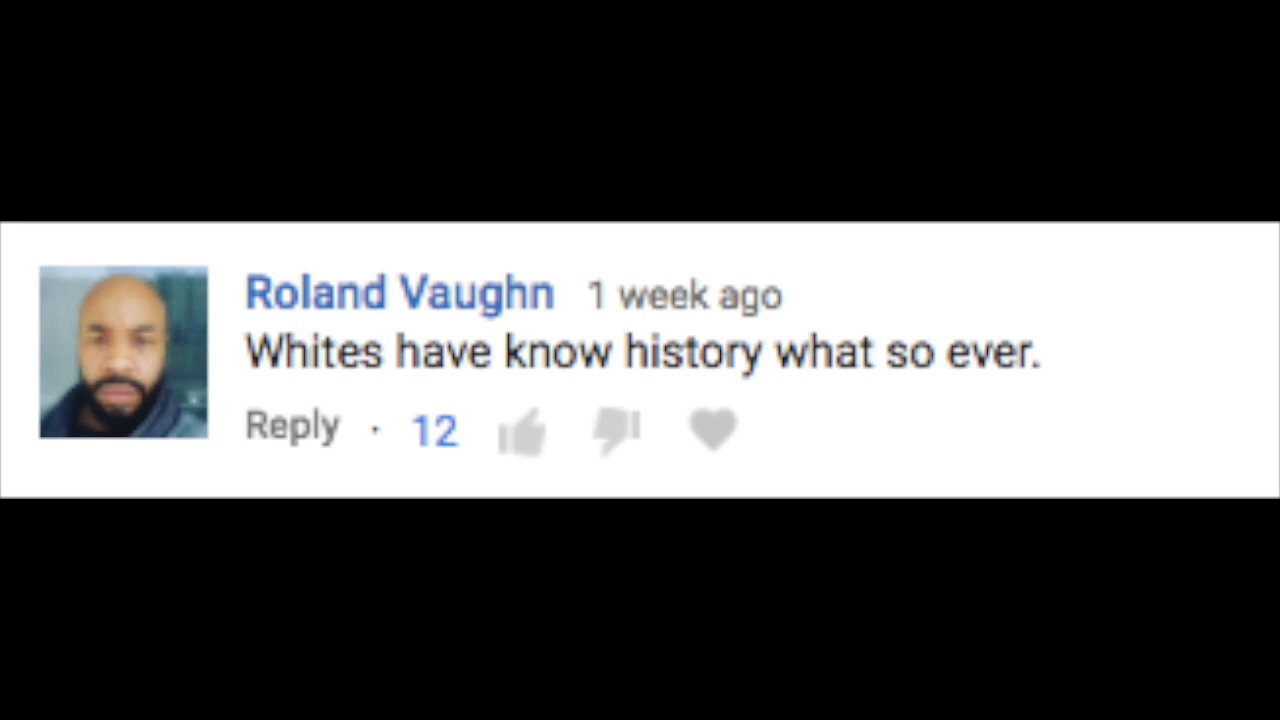 Roland Vaughn 1 week ago
Whites have know history what so ever.
Reply · 12